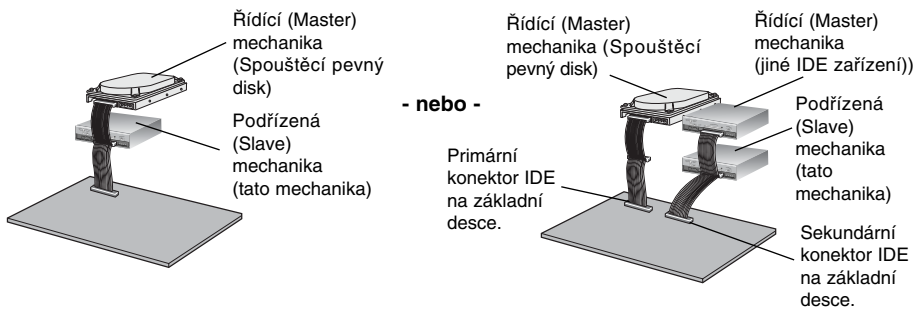 Řídící (Master)
mechanika
(Spouštěcí pevný
disk)
Podřízená
(Slave)
mechanika
(tato mechanika)
- nebo -
Řídící (Master)
mechanika (Spouštěcí
pevný disk)
Řídící (Master)
mechanika
(jiné IDE zařízení))
Podřízená
(Slave)
mechanika
(tato
mechanika)
Primární
konektor IDE
na základní
desce.
Sekundární
konektor IDE
na základní
desce.